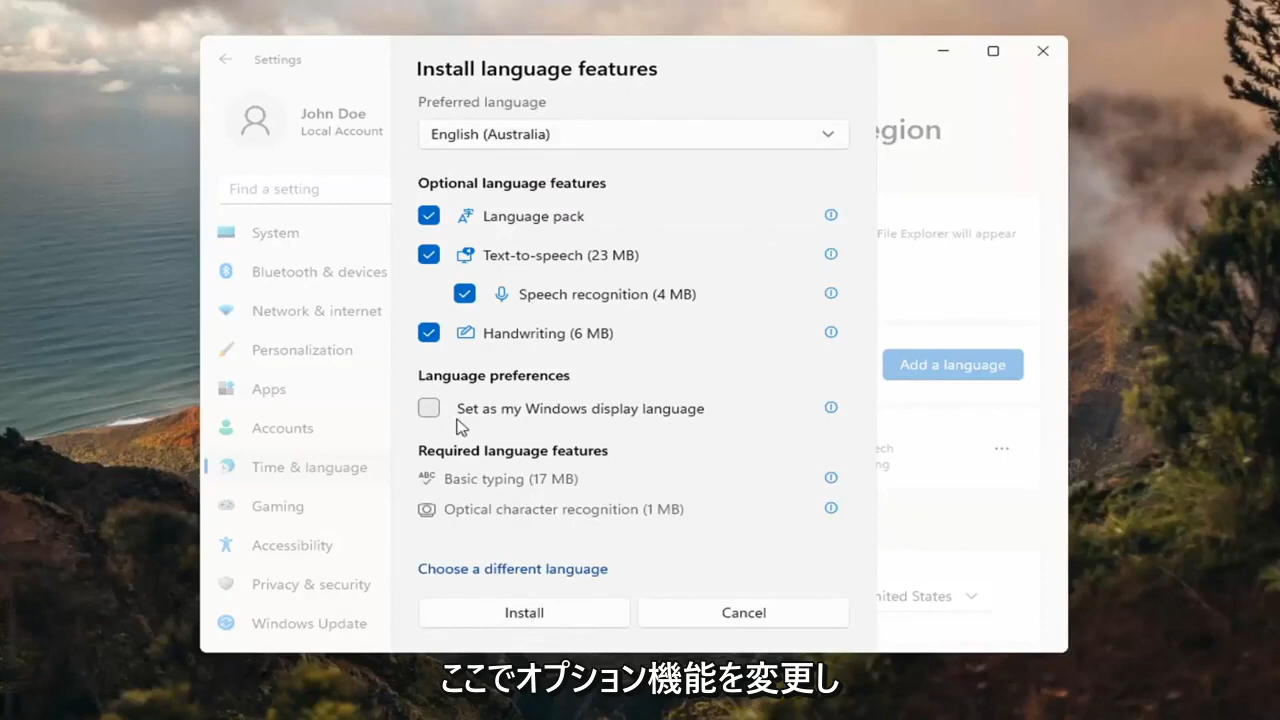 Settings
John Doe
Local Account
Find a setting
System
Bluetooth & devices
Network & internet
Personalization
Apps
Accounts
Time & language
Gaming
Accessibility
Privacy & security
Windows Update
Install language features
Preferred language
English (Australia)
Optional language features
Language pack
Text-to-speech (23 MB)
Speech recognition (4 MB)
Handwriting (6 MB)
Language preferences
Set as my Windows display language
Required language features
ABC
Basic typing (17 MB)
Optical character recognition (1 MB)
Choose a different language
Install
Cancel
egion
File Explorer will appear
Add a language
ech
ng
nited States
ここでオプション機能を変更し